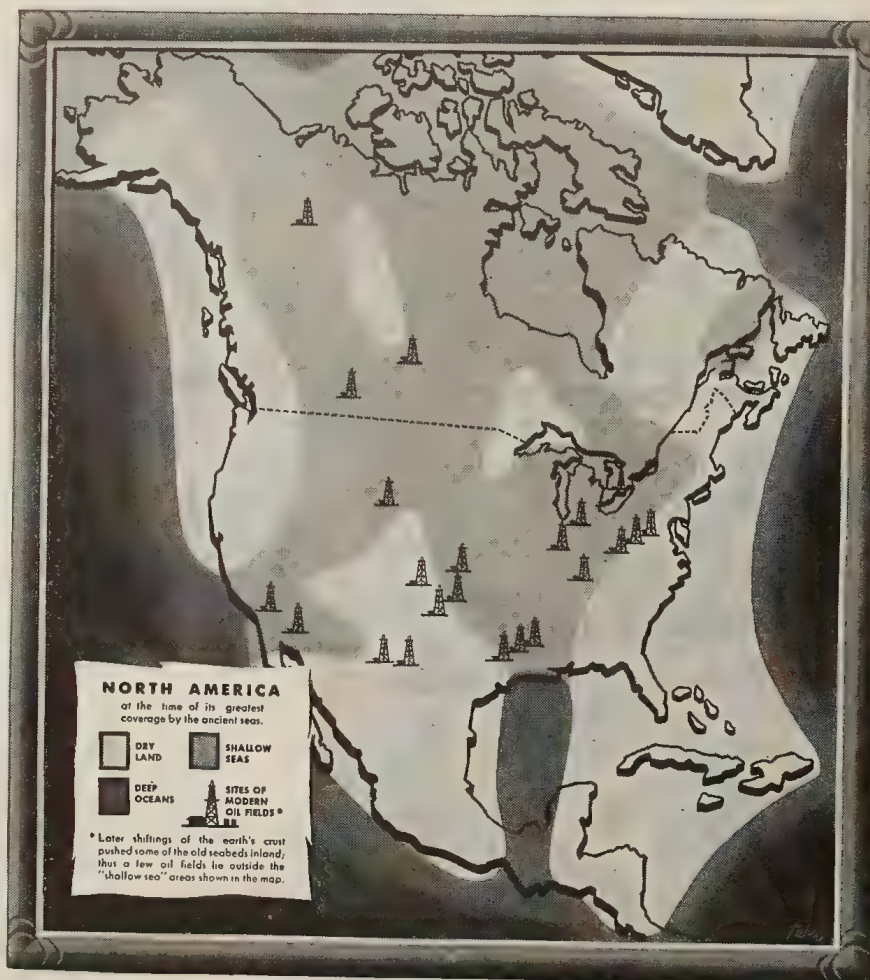 NORTH AMERICA
at the time of its greatest
coverage by the ancient seas.
DRY
LAND
SHALLOW
SEAS
DEEP
OCEANS
SITES OF
MODERN
OIL FIELDS*
* Later shiftings of the earth's crust
pushed some of the old seabeds inland;
thus a few oil fields lie outside the
"shallow sea" areas shown in the map.